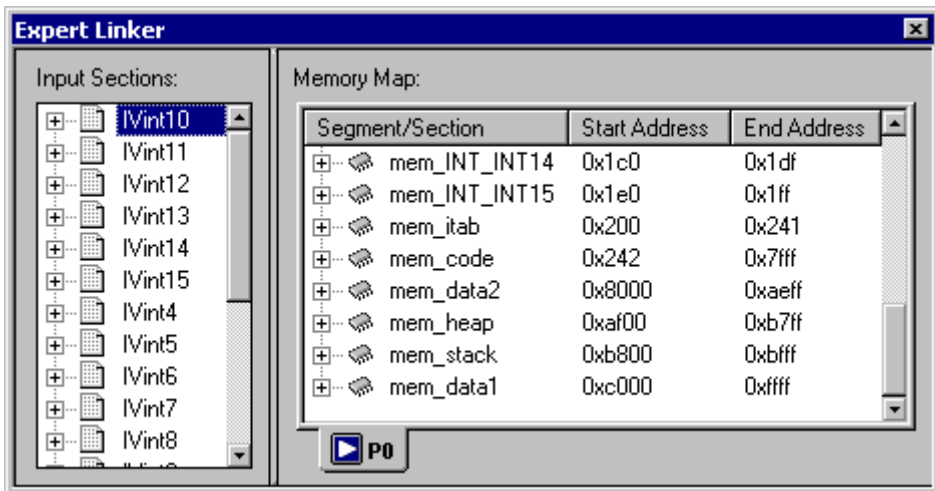 Expert Linker
Input Sections:
IVint10
IVint11
IVint12
IVint13
IVint14
IVint15
IVint4
IVint5
IVint6
IVint7
IVint8
Memory Map:
Segment/Section Start Address End Address
mem_INT_INT14 0x1c0 0x1df
mem_INT_INT15 0x1e0 0x1ff
mem_itab 0x200 0x241
mem_code 0x242 0x7fff
mem_data2 0x8000 0xaeff
mem_heap 0xaf00 0xb7ff
mem_stack 0xb800 0xbfff
mem_data1 0xc000 0xffff
P0